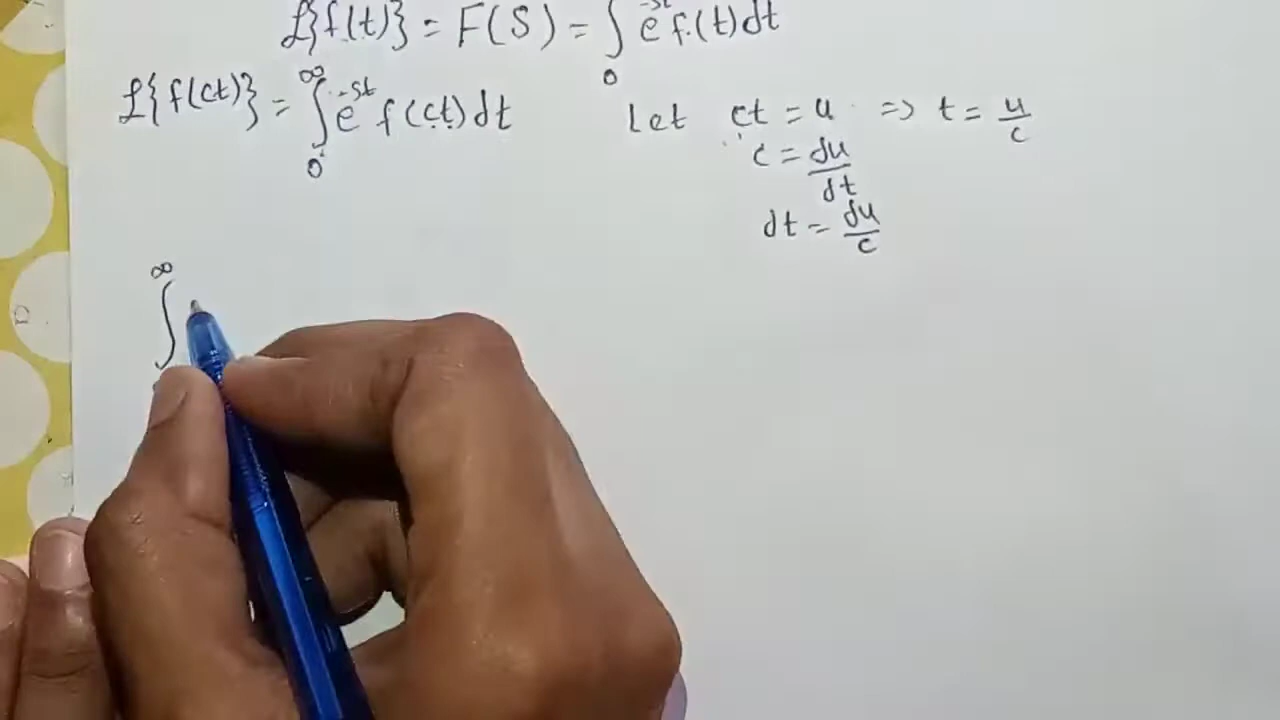 ℒ{f(t)} = F(S) = ∫₀ e^-st f(t)dt
ℒ{f(ct)} = ∫₀^∞ e^-st f(ct)dt Let ct = u => t = u/c
c = du/dt
dt = du/c
∫^∞